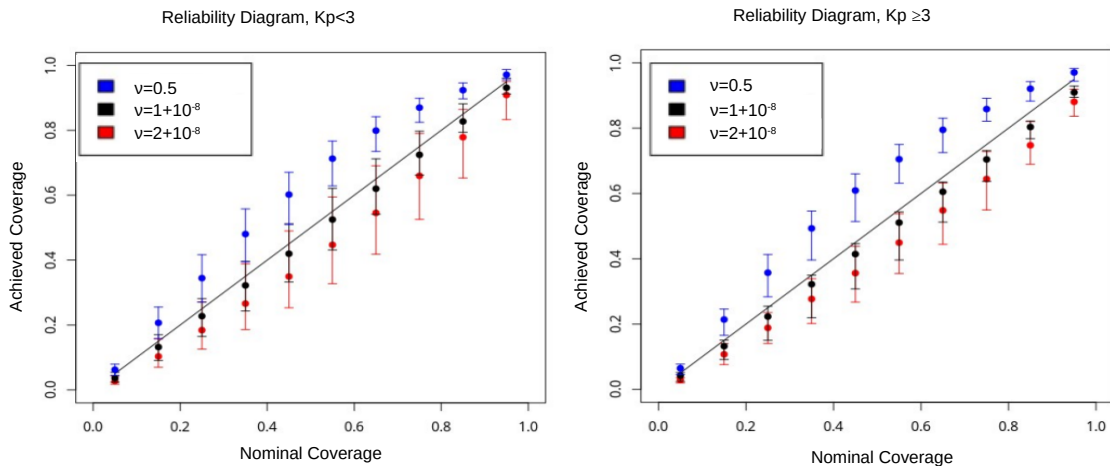 Reliability Diagram, Kp<3
1.0
0.8
0.6
0.4
0.2
0.0
Achieved Coverage
ν=0.5
ν=1+10-8
ν=2+10-8
0.0 0.2 0.4 0.6 0.8 1.0
Nominal Coverage
Reliability Diagram, Kp ≥3
1.0
0.8
0.6
0.4
0.2
0.0
Achieved Coverage
ν=0.5
ν=1+10-8
ν=2+10-8
0.0 0.2 0.4 0.6 0.8 1.0
Nominal Coverage